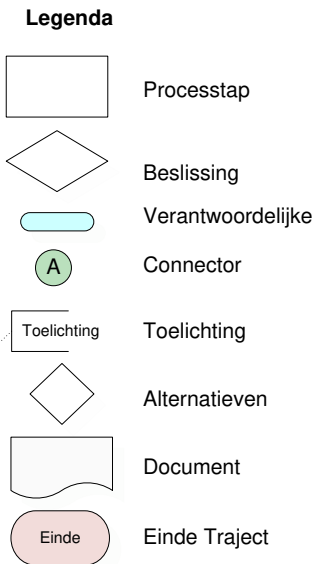 Legenda
Processtap
Beslissing
Verantwoordelijke
A Connector
Toelichting Toelichting
Alternatieven
Document
Einde Einde Traject